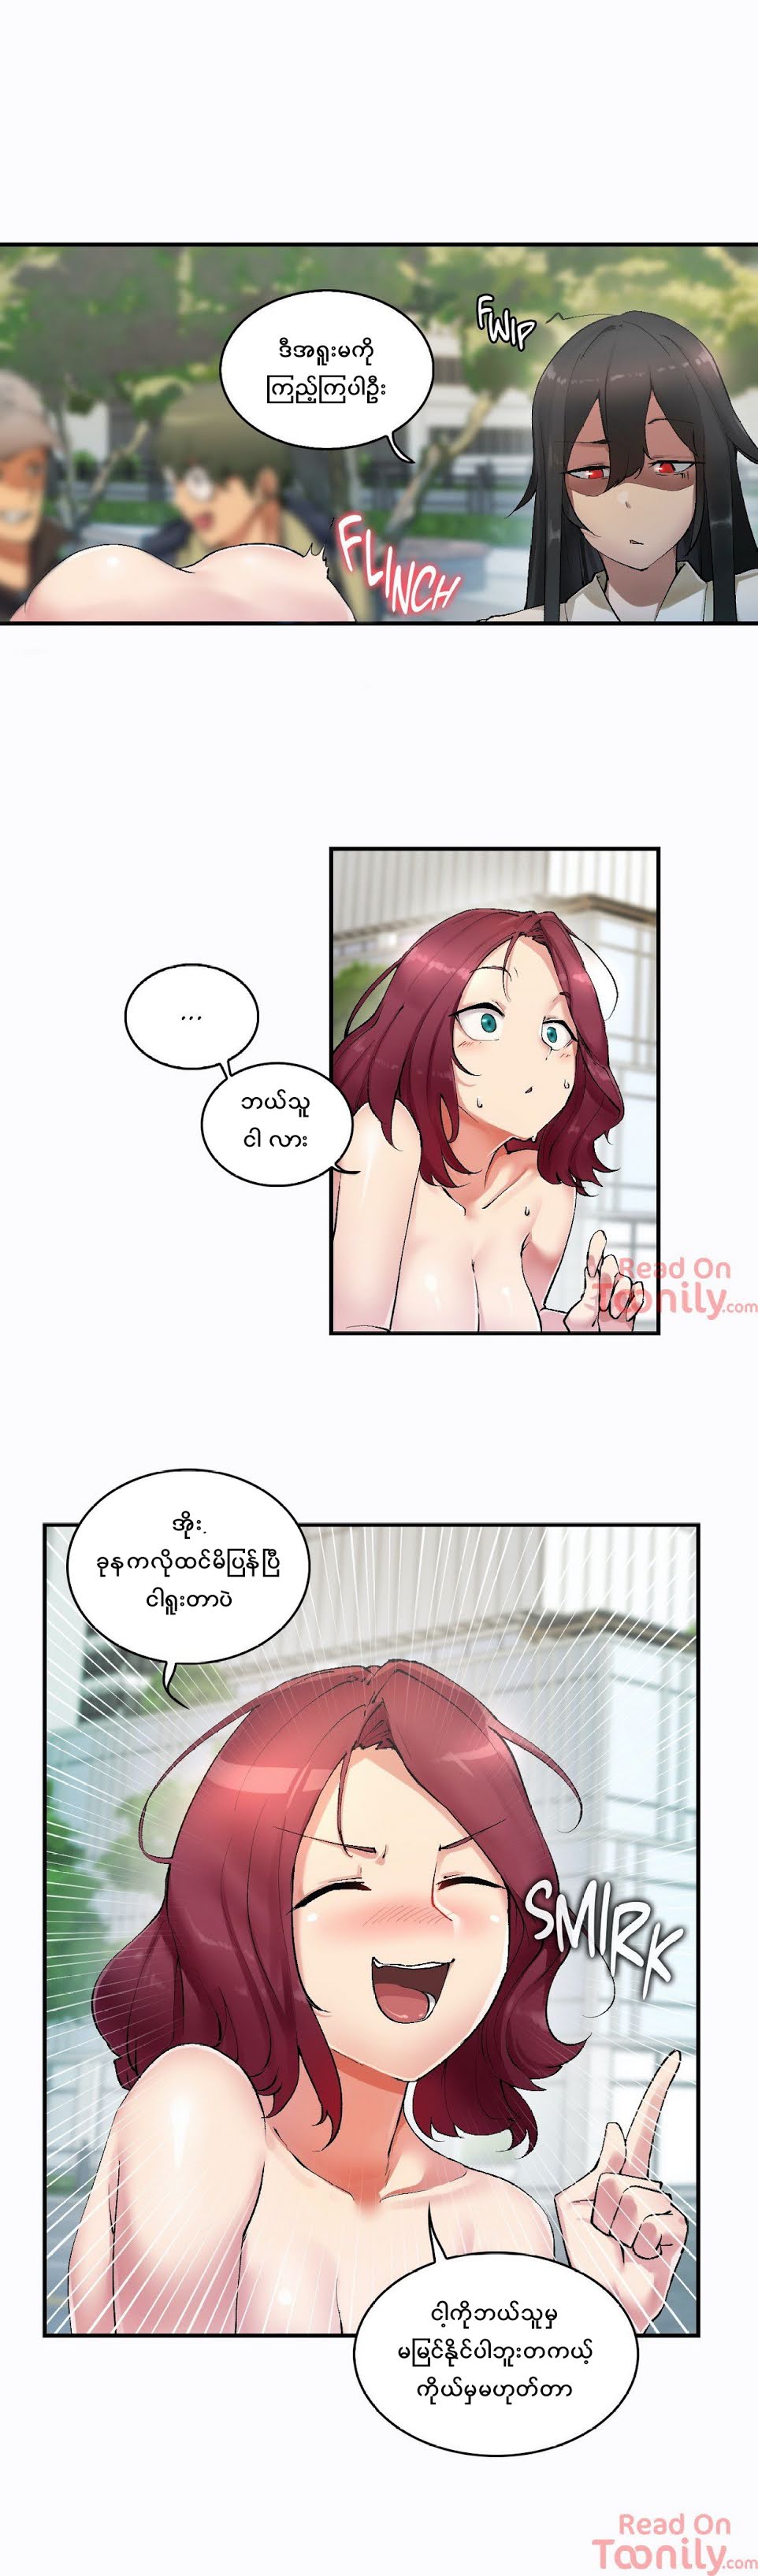 FWIP
ဒီအရူးမကို
ကြည့်ကြပါဦး
FLINCH
...
ဘယ်သူ
ငါ လား
Read On
Toonily.com
အိုး.
ခုနကလိုထင်မိပြန်ပြီ
ငါရူးတာပဲ
SMIRK
ငါ့ကိုဘယ်သူမှ
မမြင်နိုင်ပါဘူးတကယ့်
ကိုယ်မှမဟုတ်တာ
Read On
Toonily.com